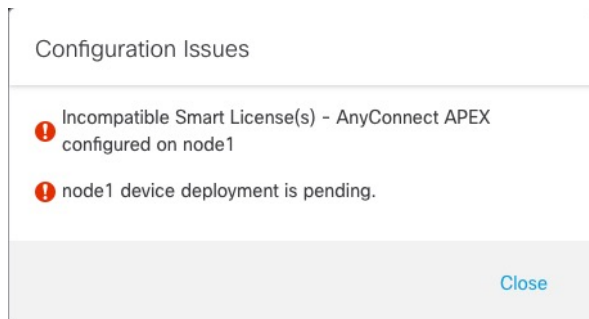 Configuration Issues
Incompatible Smart License(s) - AnyConnect APEX
configured on node1
node1 device deployment is pending.
Close